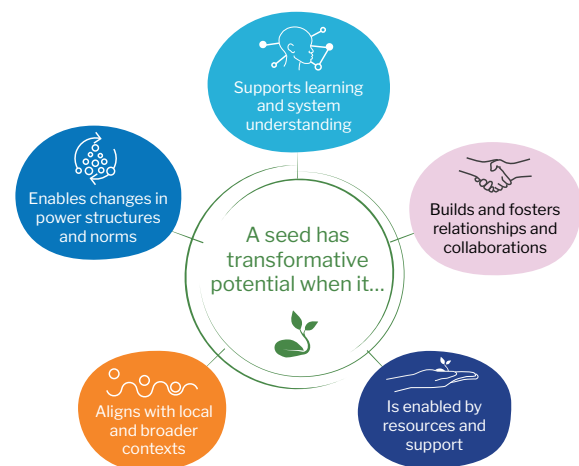 Supports learning
and system
understanding
Enables changes in
power structures
and norms
Builds and fosters
relationships and
collaborations
A seed has
transformative
potential when it...
Aligns with local
and broader
contexts
Is enabled by
resources and
support